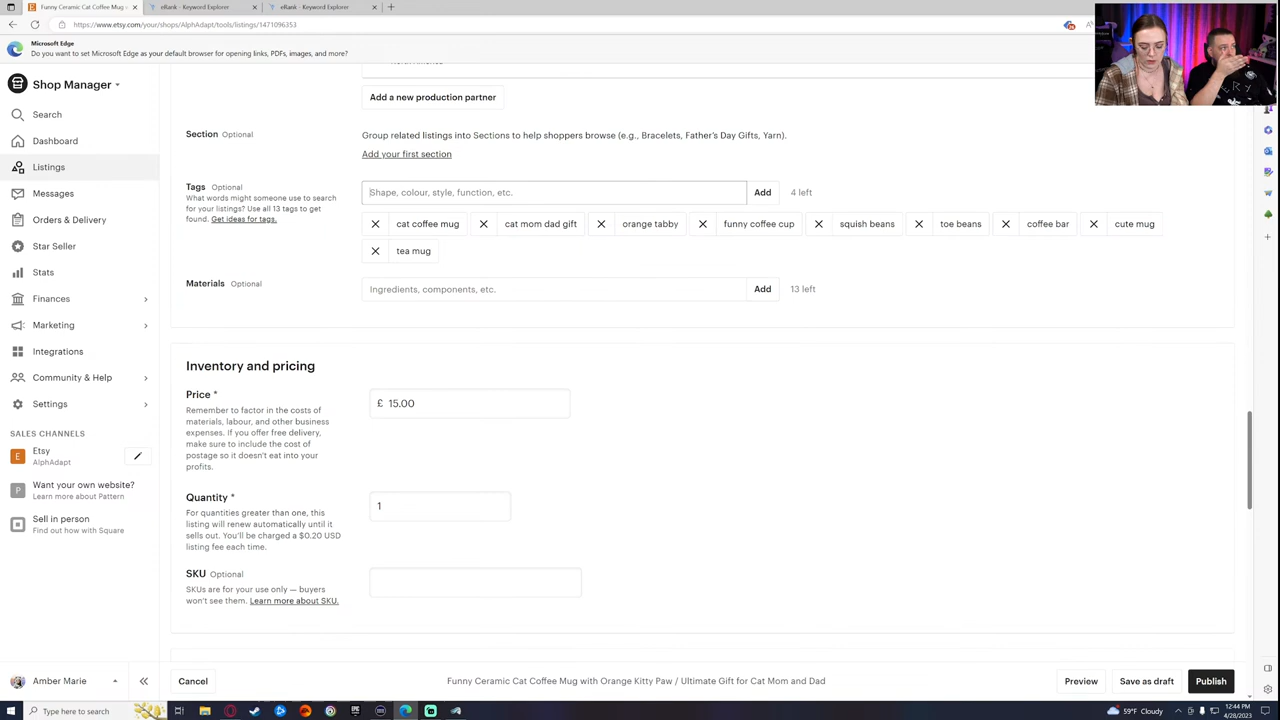 Funny Ceramic Cat Coffee Mug w
eRank - Keyword Explorer
eRank - Keyword Explorer
https://www.etsy.com/your/shops/AlphAdapt/tools/listings/1471096353
Microsoft Edge
Do you want to set Microsoft Edge as your default browser for opening links, PDFs, images, and more?
Shop Manager
Search
Dashboard
Listings
Messages
Orders & Delivery
Star Seller
Stats
Finances
Marketing
Integrations
Community & Help
Settings
SALES CHANNELS
Etsy
AlphAdapt
Want your own website?
Learn more about Pattern
Sell in person
Find out how with Square
Amber Marie
North America
Add a new production partner
Section Optional
Group related listings into Sections to help shoppers browse (e.g., Bracelets, Father's Day Gifts, Yarn).
Add your first section
Tags Optional
What words might someone use to search
for your listings? Use all 13 tags to get
found. Get ideas for tags.
Shape, colour, style, function, etc.
Add
4 left
cat coffee mug
cat mom dad gift
orange tabby
funny coffee cup
squish beans
toe beans
coffee bar
cute mug
tea mug
Materials Optional
Ingredients, components, etc.
Add
13 left
Inventory and pricing
Price *
Remember to factor in the costs of
materials, labour, and other business
expenses. If you offer free delivery,
make sure to include the cost of
postage so it doesn't eat into your
profits.
£ 15.00
Quantity *
For quantities greater than one, this
listing will renew automatically until it
sells out. You'll be charged a $0.20 USD
listing fee each time.
1
SKU Optional
SKUs are for your use only — buyers
won't see them. Learn more about SKU.
Cancel
Funny Ceramic Cat Coffee Mug with Orange Kitty Paw / Ultimate Gift for Cat Mom and Dad
Preview
Save as draft
Publish
Type here to search
59°F Cloudy
12:44 PM
4/28/2023